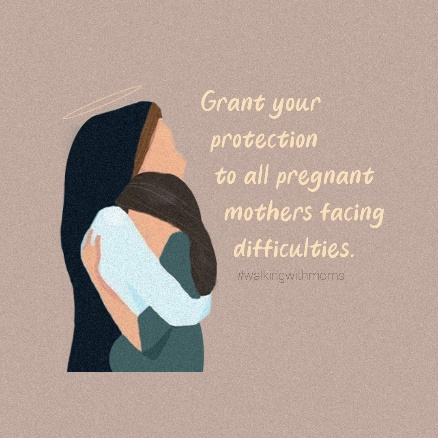 Grant your
protection
to all pregnant
mothers facing
difficulties.
#walkingwithmoms